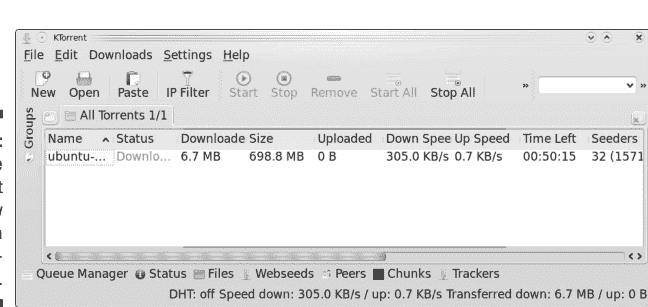 KTorrent
File Edit Downloads Settings Help
New Open Paste IP Filter Start Stop Remove Start All Stop All »  »
Groups
All Torrents 1/1
Name Status Downloade Size Uploaded Down Spee Up Speed Time Left Seeders
ubuntu-... Downlo... 6.7 MB 698.8 MB 0 B 305.0 KB/s 0.7 KB/s 00:50:15 32 (1571
Queue Manager Status Files Webseeds Peers Chunks Trackers
DHT: off Speed down: 305.0 KB/s / up: 0.7 KB/s Transferred down: 6.7 MB / up: 0 B